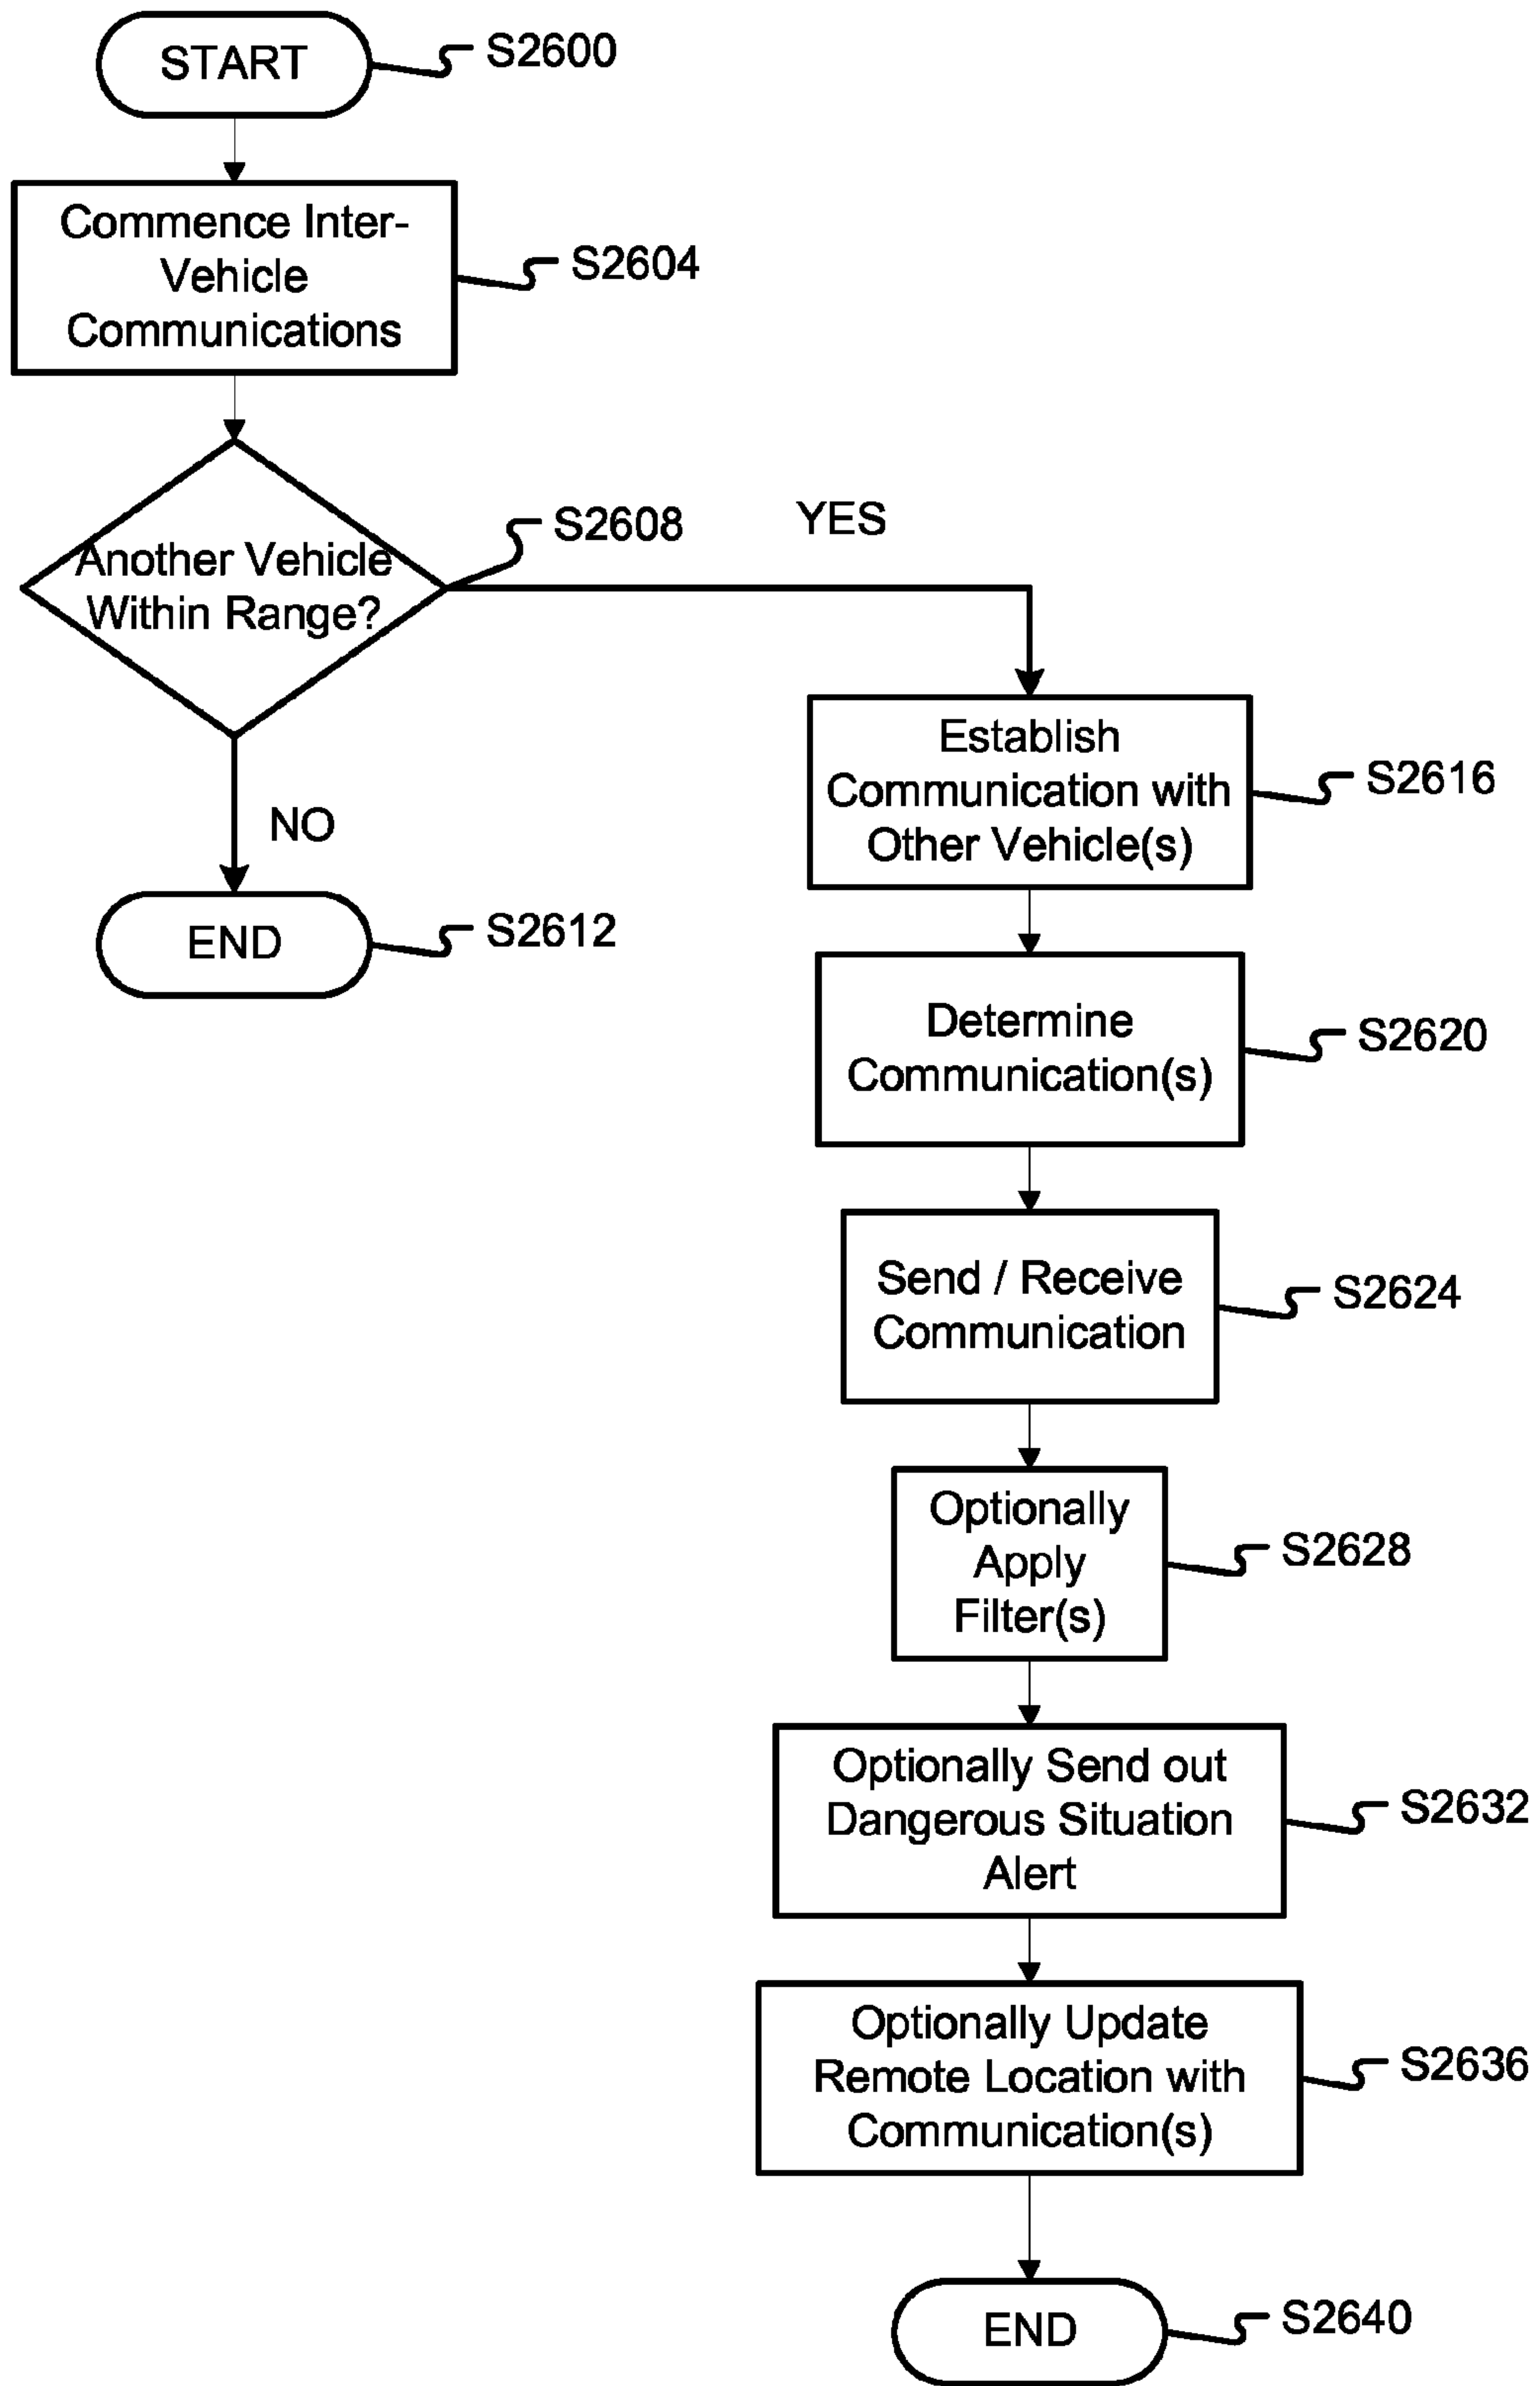 START
S2600
Commence Inter-
Vehicle
Communications
S2604
Another Vehicle
Within Range?
S2608
YES
NO
END
S2612
Establish
Communication with
Other Vehicle(s)
S2616
Determine
Communication(s)
S2620
Send / Receive
Communication
S2624
Optionally
Apply
Filter(s)
S2628
Optionally Send out
Dangerous Situation
Alert
S2632
Optionally Update
Remote Location with
Communication(s)
S2636
END
S2640